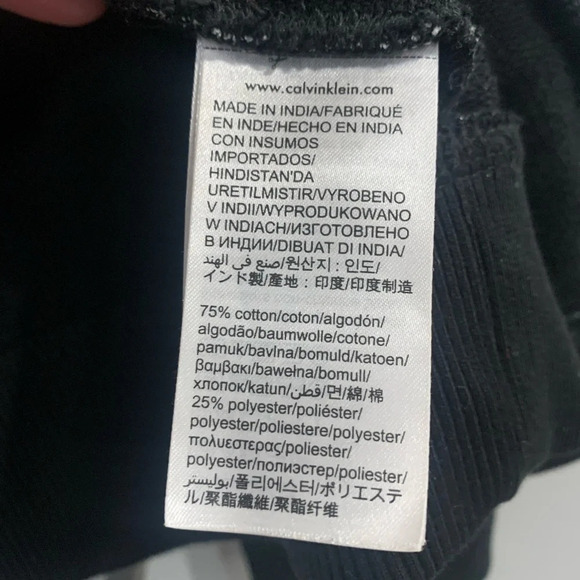 www.calvinklein.com
MADE IN INDIA/FABRIQUÉ
EN INDE/HECHO EN INDIA
CON INSUMOS
IMPORTADOS/
HINDISTAN'DA
URETILMISTIR/VYROBENO
V INDII/WYPRODUKOWANO
W INDIACH/ИЗГОТОВЛЕНО
В ИНДИИ/DIBUAT DI INDIA/
صنع في الهند/원산지 : 인도/
インド製/產地 : 印度/印度制造
75% cotton/coton/algodón/
algodão/baumwolle/cotone/
pamuk/bavlna/bomuld/katoen/
βαμβακι/bawełna/bomull/
хлопок/katun/قطن/면/綿/棉
25% polyester/poliéster/
polyester/poliestere/polyester/
πολυεστερας/poliester/
polyester/полиэстер/poliester/
بوليستر/폴리에스터/ポリエステ
ル/聚酯纖維/聚酯纤维